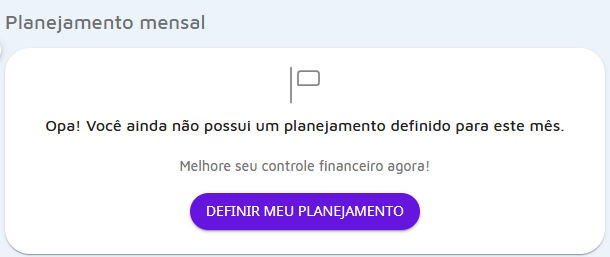 Planejamento mensal
Opa! Você ainda não possui um planejamento definido para este mês.
Melhore seu controle financeiro agora!
DEFINIR MEU PLANEJAMENTO